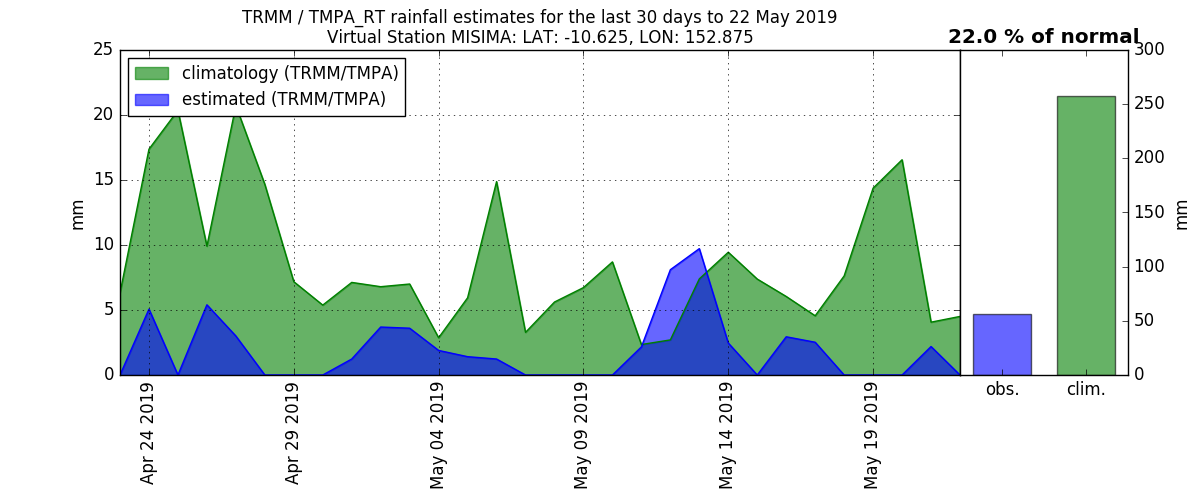 TRMM / TMPA_RT rainfall estimates for the last 30 days to 22 May 2019
Virtual Station MISIMA: LAT: -10.625, LON: 152.875
22.0 % of normal
climatology (TRMM/TMPA)
estimated (TRMM/TMPA)
mm
25
20
15
10
5
0
Apr 24 2019
Apr 29 2019
May 04 2019
May 09 2019
May 14 2019
May 19 2019
obs.
clim.
300
250
200
150
100
50
0
mm